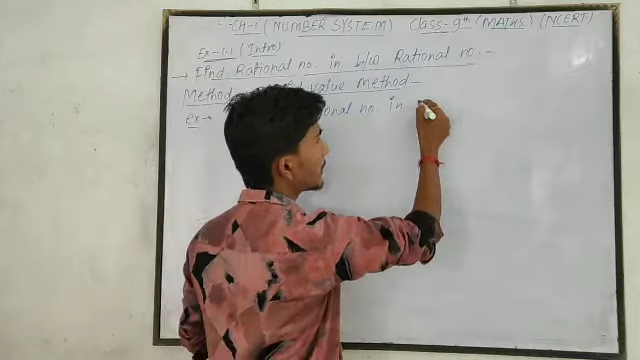 CH-1 (NUMBER SYSTEM) Class-9th (MATHS) (NCERT)
Ex-1.1 (Intro)
→ Find Rational no. in b/w Rational no. -
Method value Method -
ex→ no. in